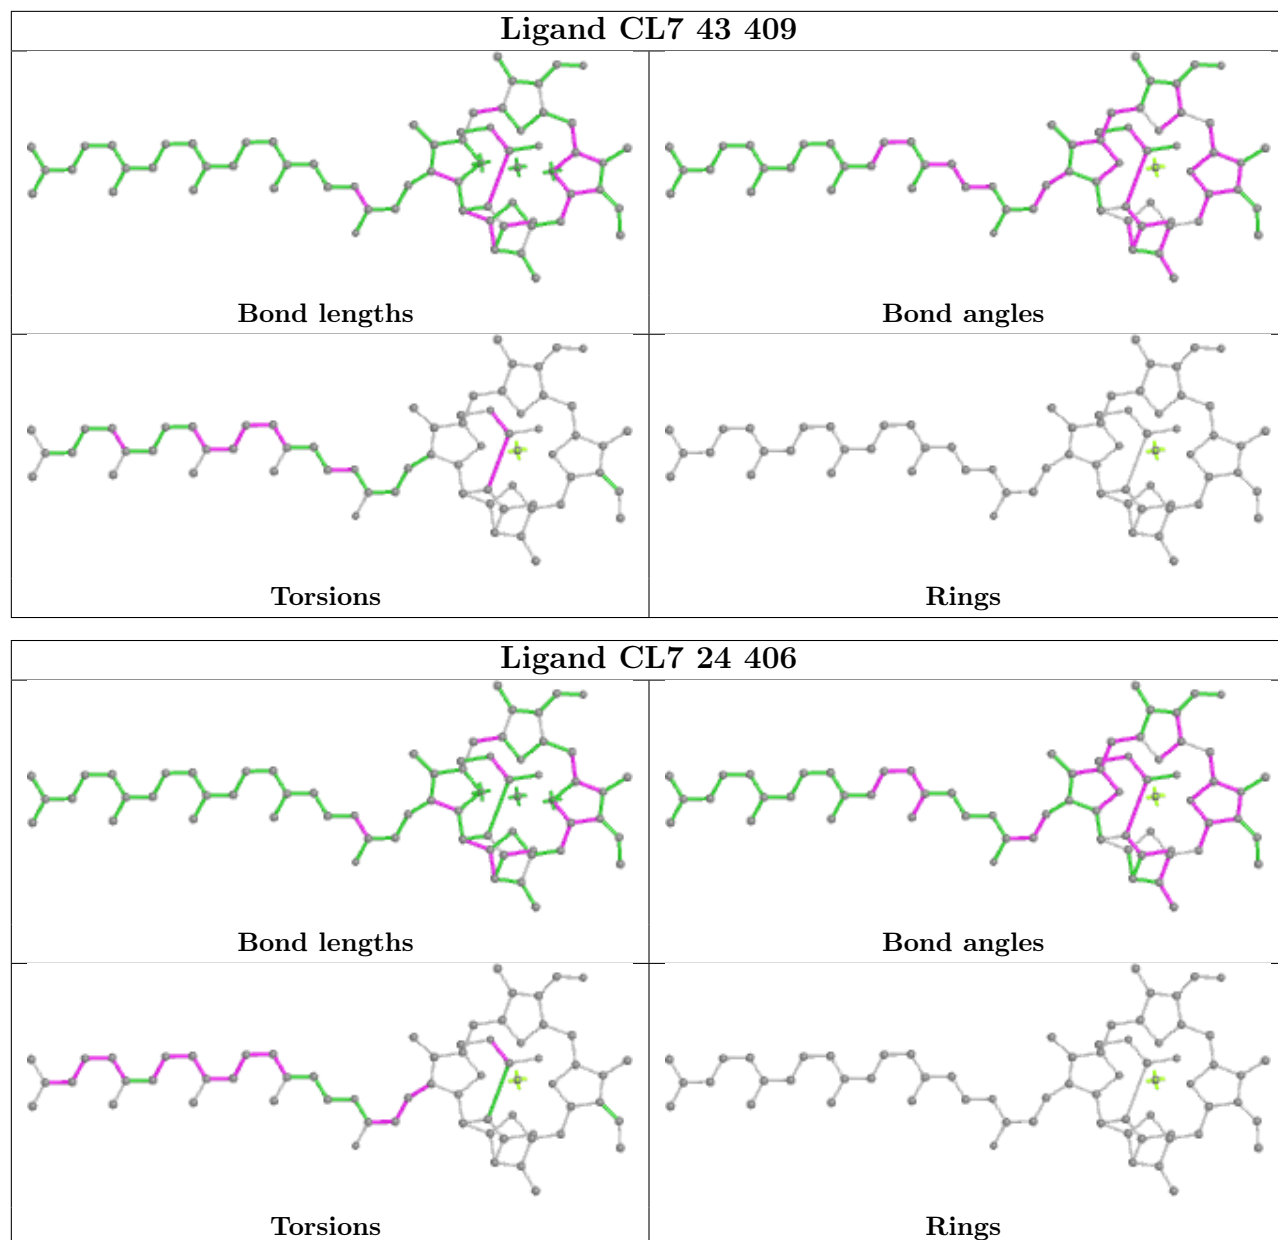 Ligand CL7 43 409
Bond lengths
Bond angles
Torsions
Rings
Ligand CL7 24 406
Bond lengths
Bond angles
Torsions
Rings